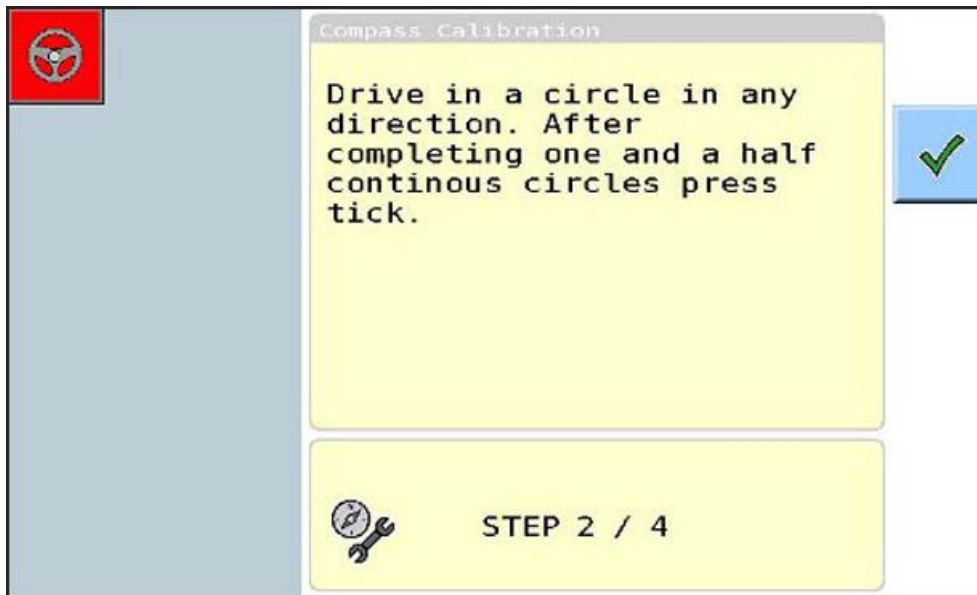 Compass Calibration
Drive in a circle in any
direction. After
completing one and a half
continous circles press
tick.
STEP 2 / 4